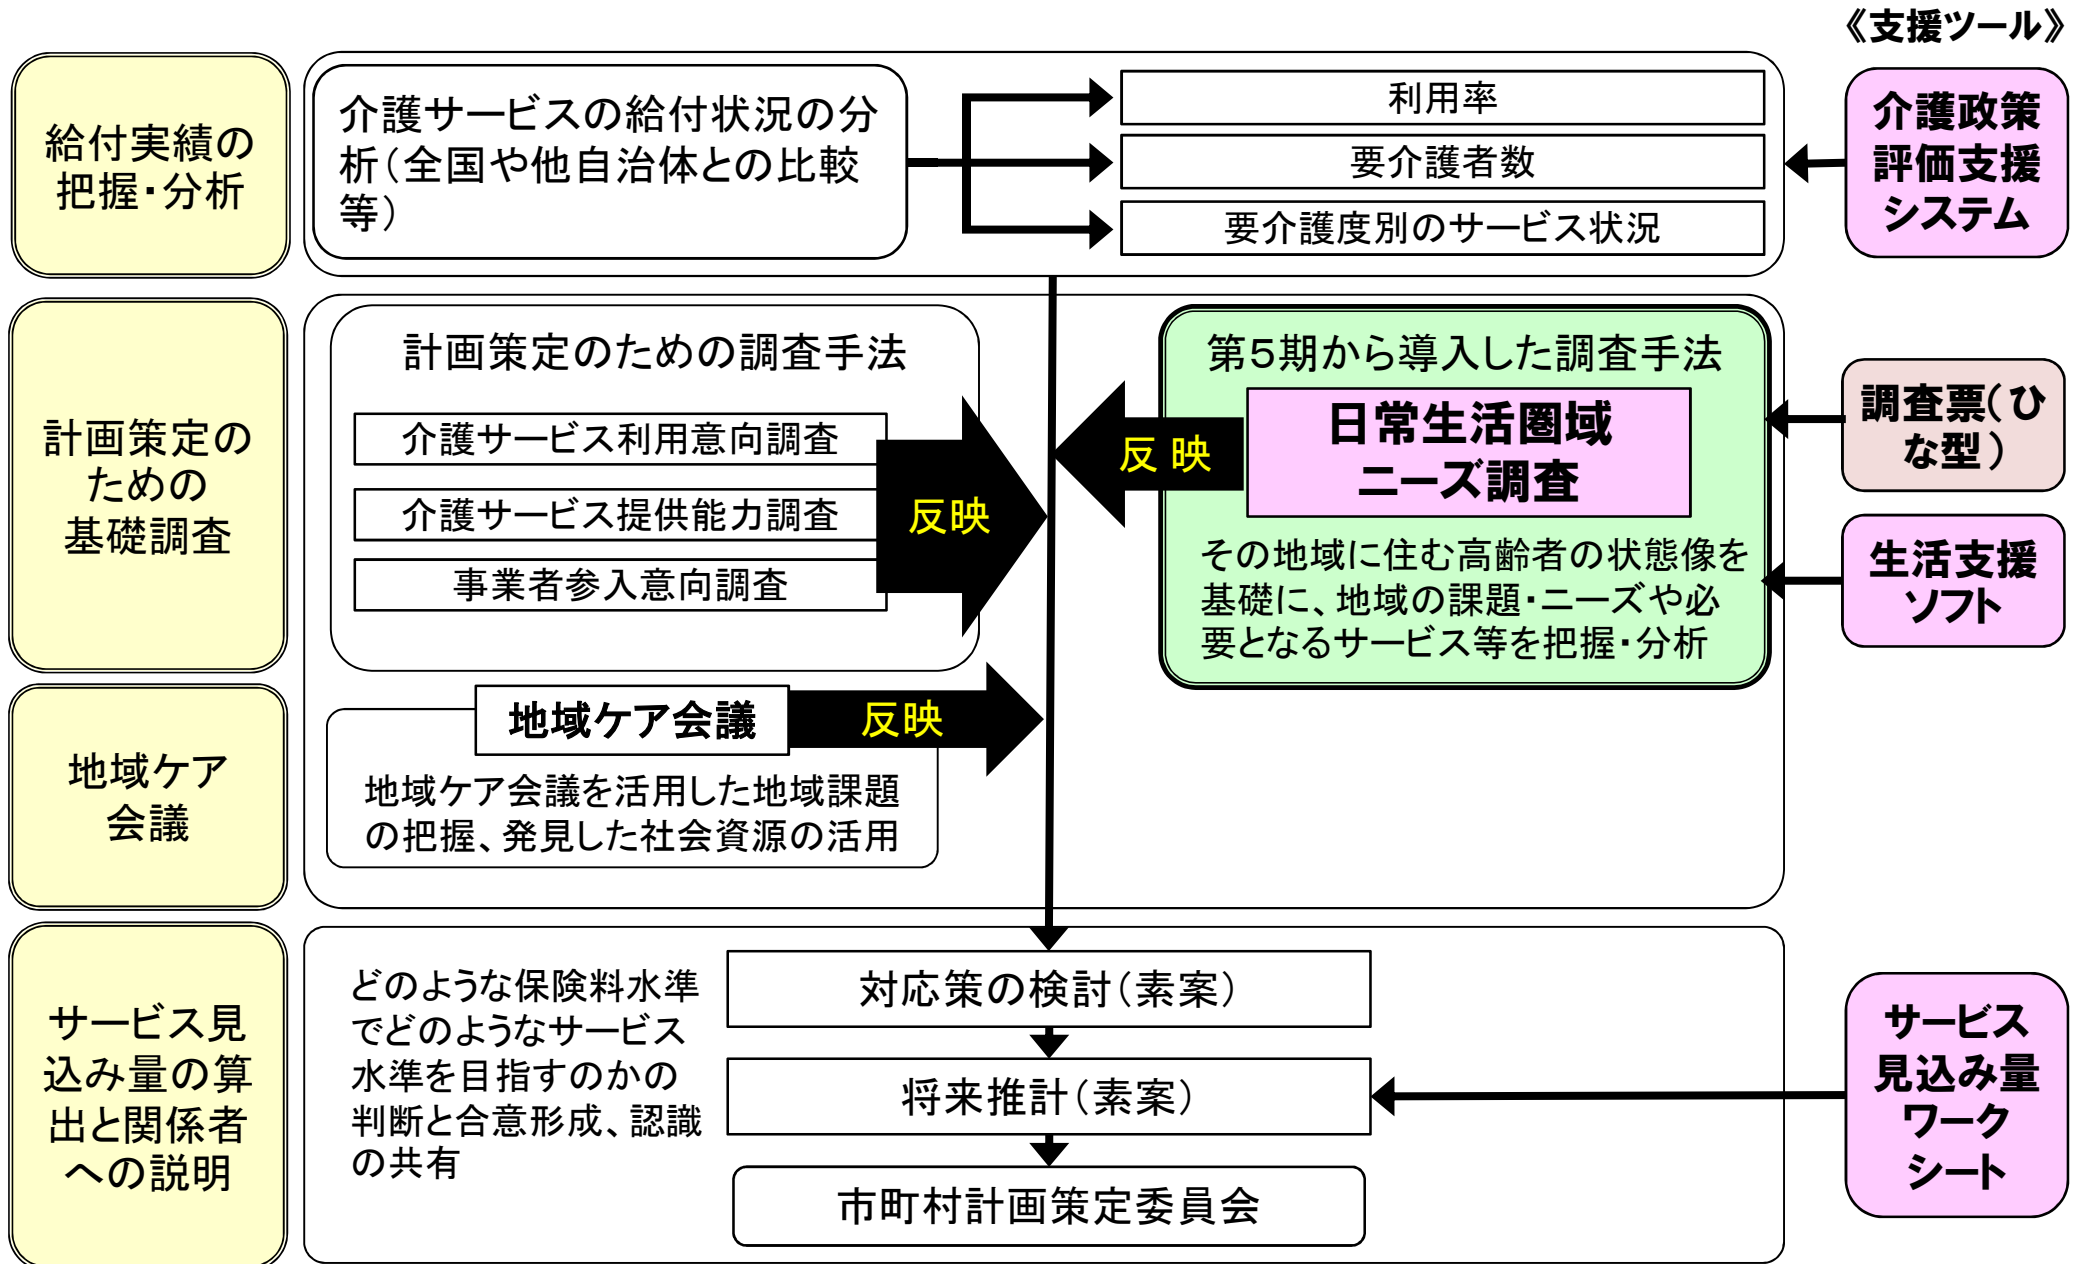 《支援ツール》
給付実績の
把握・分析
介護サービスの給付状況の分
析（全国や他自治体との比較
等）
利用率
要介護者数
要介護度別のサービス状況
介護政策
評価支援
システム
計画策定の
ための
基礎調査
計画策定のための調査手法
介護サービス利用意向調査
介護サービス提供能力調査
事業者参入意向調査
反映
反 映
第５期から導入した調査手法
日常生活圏域
ニーズ調査
その地域に住む高齢者の状態像を
基礎に、地域の課題・ニーズや必
要となるサービス等を把握・分析
調査票（ひ
な型）
生活支援
ソフト
地域ケア
会議
地域ケア会議
反映
地域ケア会議を活用した地域課題
の把握、発見した社会資源の活用
サービス見
込み量の算
出と関係者
への説明
どのような保険料水準
でどのようなサービス
水準を目指すのかの
判断と合意形成、認識
の共有
対応策の検討（素案）
将来推計（素案）
市町村計画策定委員会
サービス
見込み量
ワーク
シート